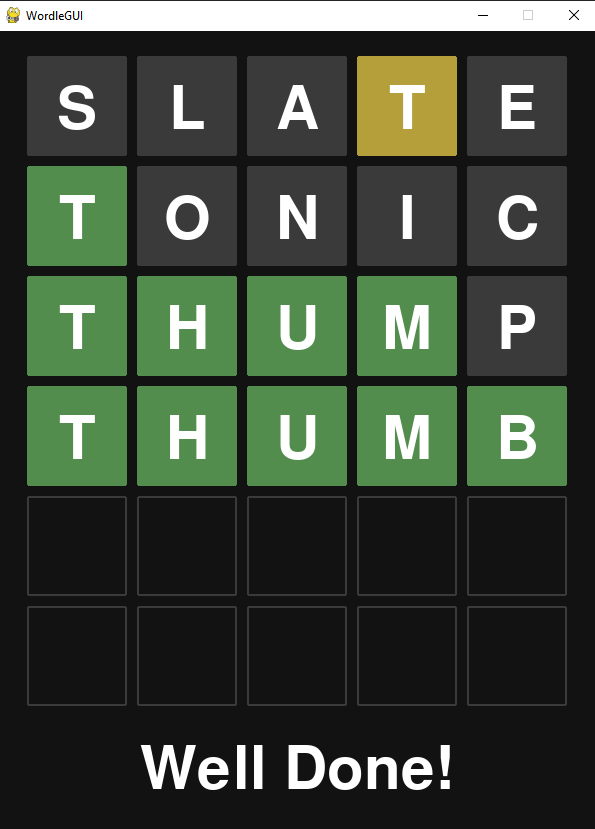 WordleGUI
S L A T E
T O N I C
T H U M P
T H U M B
Well Done!